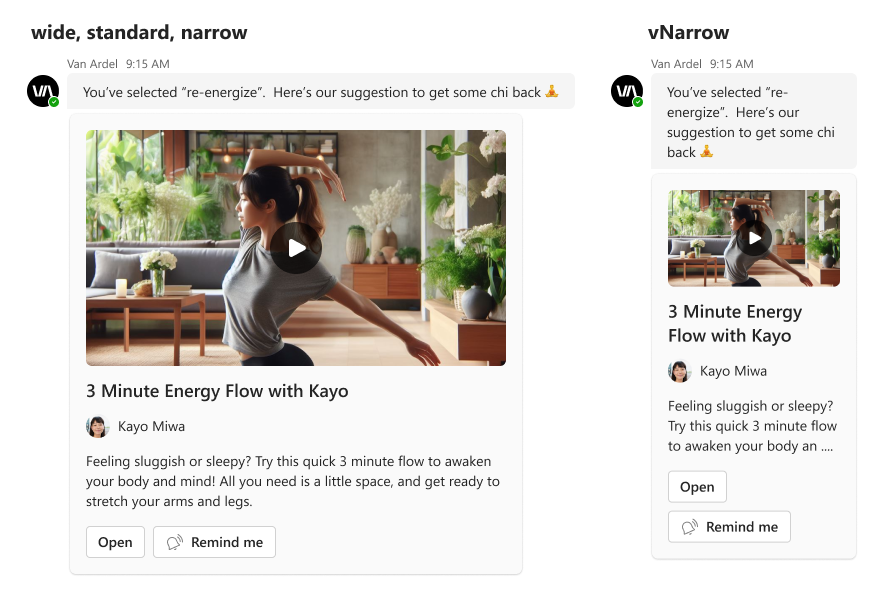 wide, standard, narrow
Van Ardel 9:15 AM
VA
You’ve selected “re-energize”.  Here’s our suggestion to get some chi back 🧘
3 Minute Energy Flow with Kayo
Kayo Miwa
Feeling sluggish or sleepy? Try this quick 3 minute flow to awaken
your body and mind! All you need is a little space, and get ready to
stretch your arms and legs.
Open
Remind me
vNarrow
Van Ardel 9:15 AM
VA
You’ve selected “re-
energize”.  Here’s our
suggestion to get some chi
back 🧘
3 Minute Energy
Flow with Kayo
Kayo Miwa
Feeling sluggish or sleepy?
Try this quick 3 minute flow
to awaken your body an ....
Open
Remind me